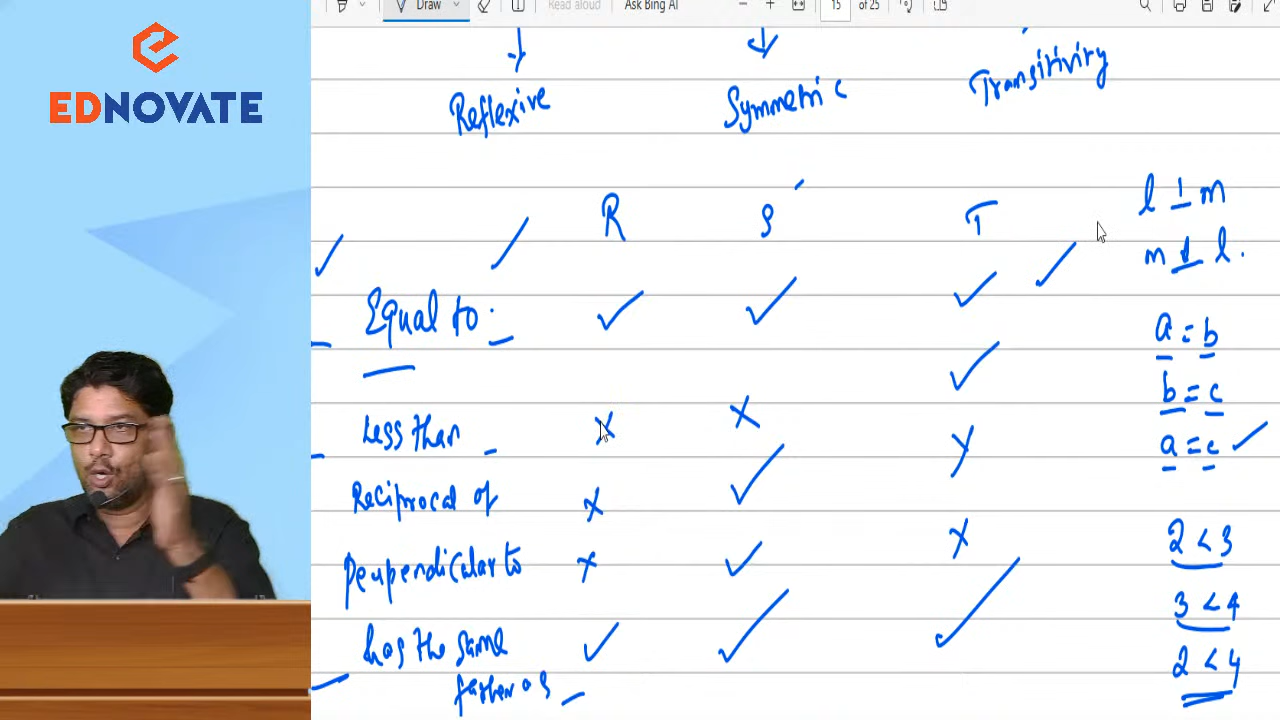 Draw
Read aloud
Ask Bing AI
15 of 25
EDNOVATE
Reflexive
Symmetric
Transitivity
R S T
l ⊥ m
m ⊥ l.
Equal to
a = b
b = c
a = c ✓
Less than
Reciprocal of
Perpendicular to
has the same
father as
2 < 3
3 < 4
2 < 4